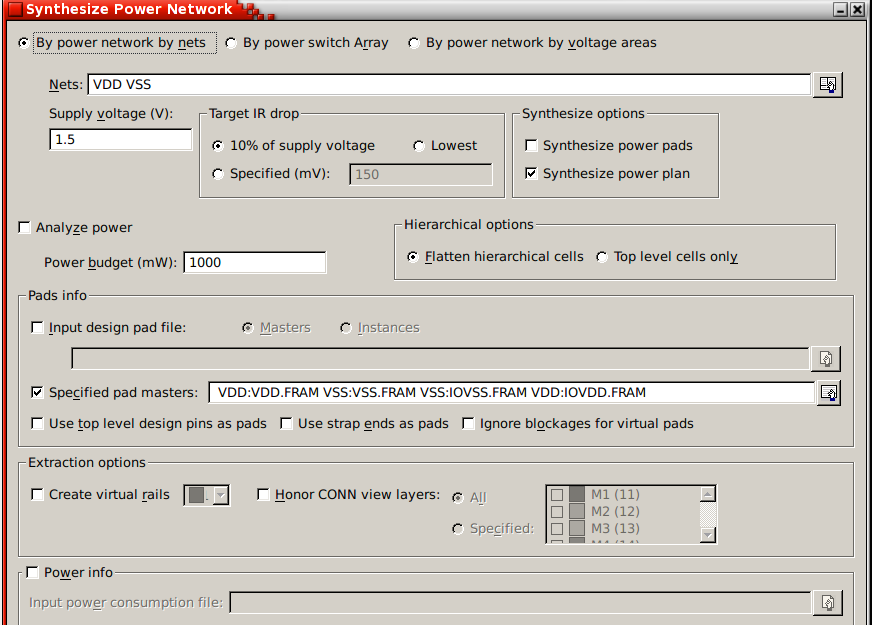 Synthesize Power Network
By power network by nets By power switch Array By power network by voltage areas
Nets: VDD VSS
Supply voltage (V): Target IR drop Synthesize options
1.5 10% of supply voltage Lowest Synthesize power pads
Specified (mV): 150 Synthesize power plan
Analyze power Hierarchical options
Power budget (mW): 1000 Flatten hierarchical cells Top level cells only
Pads info
Input design pad file: Masters Instances
Specified pad masters: VDD:VDD.FRAM VSS:VSS.FRAM VSS:IOVSS.FRAM VDD:IOVDD.FRAM
Use top level design pins as pads Use strap ends as pads Ignore blockages for virtual pads
Extraction options
Create virtual rails . Honor CONN view layers: All M1 (11)
M2 (12)
Specified: M3 (13)
Power info
Input power consumption file: